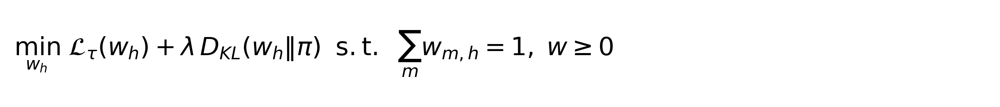 min_{w_h} ℒ_τ(w_h) + λ D_{KL}(w_h‖π) s.t. ∑_m w_{m,h} = 1, w ≥ 0